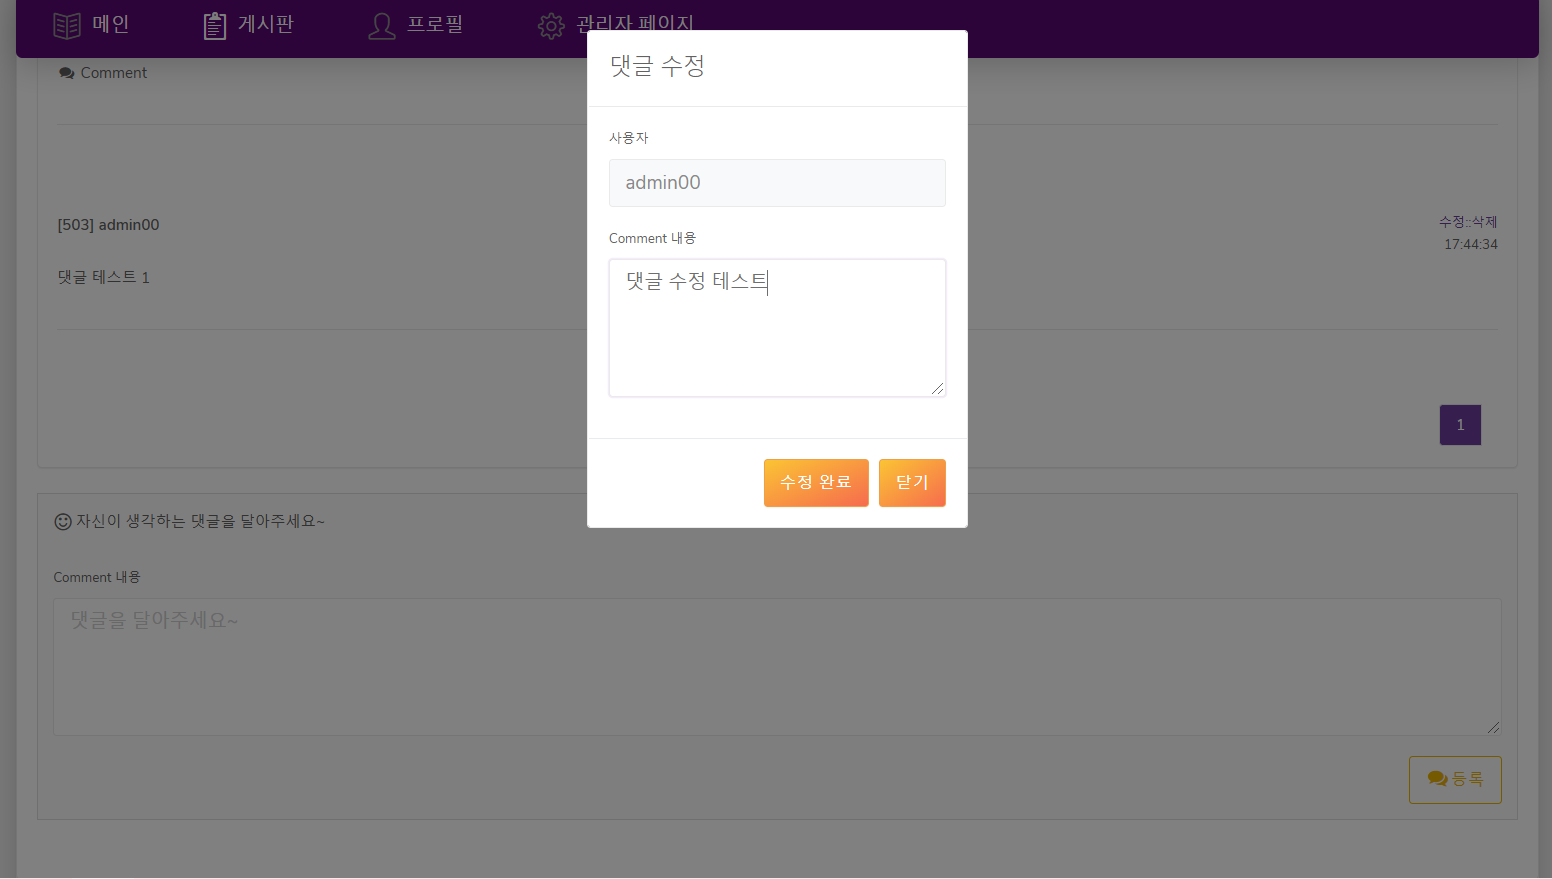 메인 게시판 프로필 관리자 페이지
Comment
[503] admin00
수정::삭제
17:44:34
댓글 테스트 1
1
댓글 수정
사용자
admin00
Comment 내용
댓글 수정 테스트
수정 완료 닫기
자신이 생각하는 댓글을 달아주세요~
Comment 내용
댓글을 달아주세요~
등록